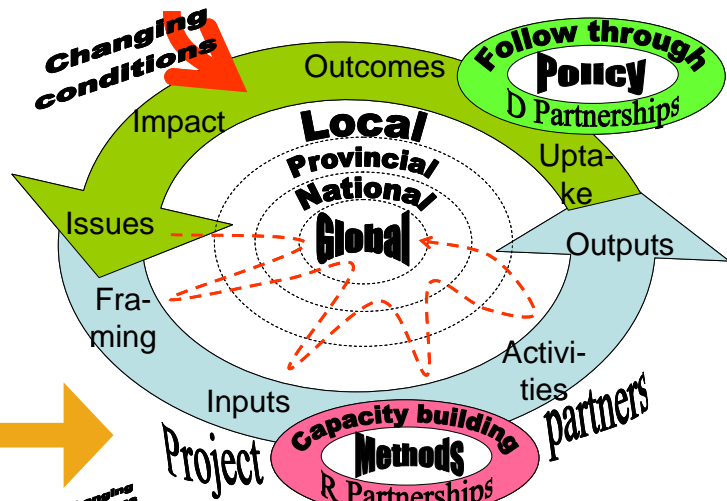 Changing
conditions
Outcomes
Follow through
Policy
D Partnerships
Impact
Local
Provincial
National
Global
Upta-
ke
Issues
Outputs
Fra-
ming
Activi-
ties
Inputs
Project
partners
Capacity building
Methods
R Partnerships